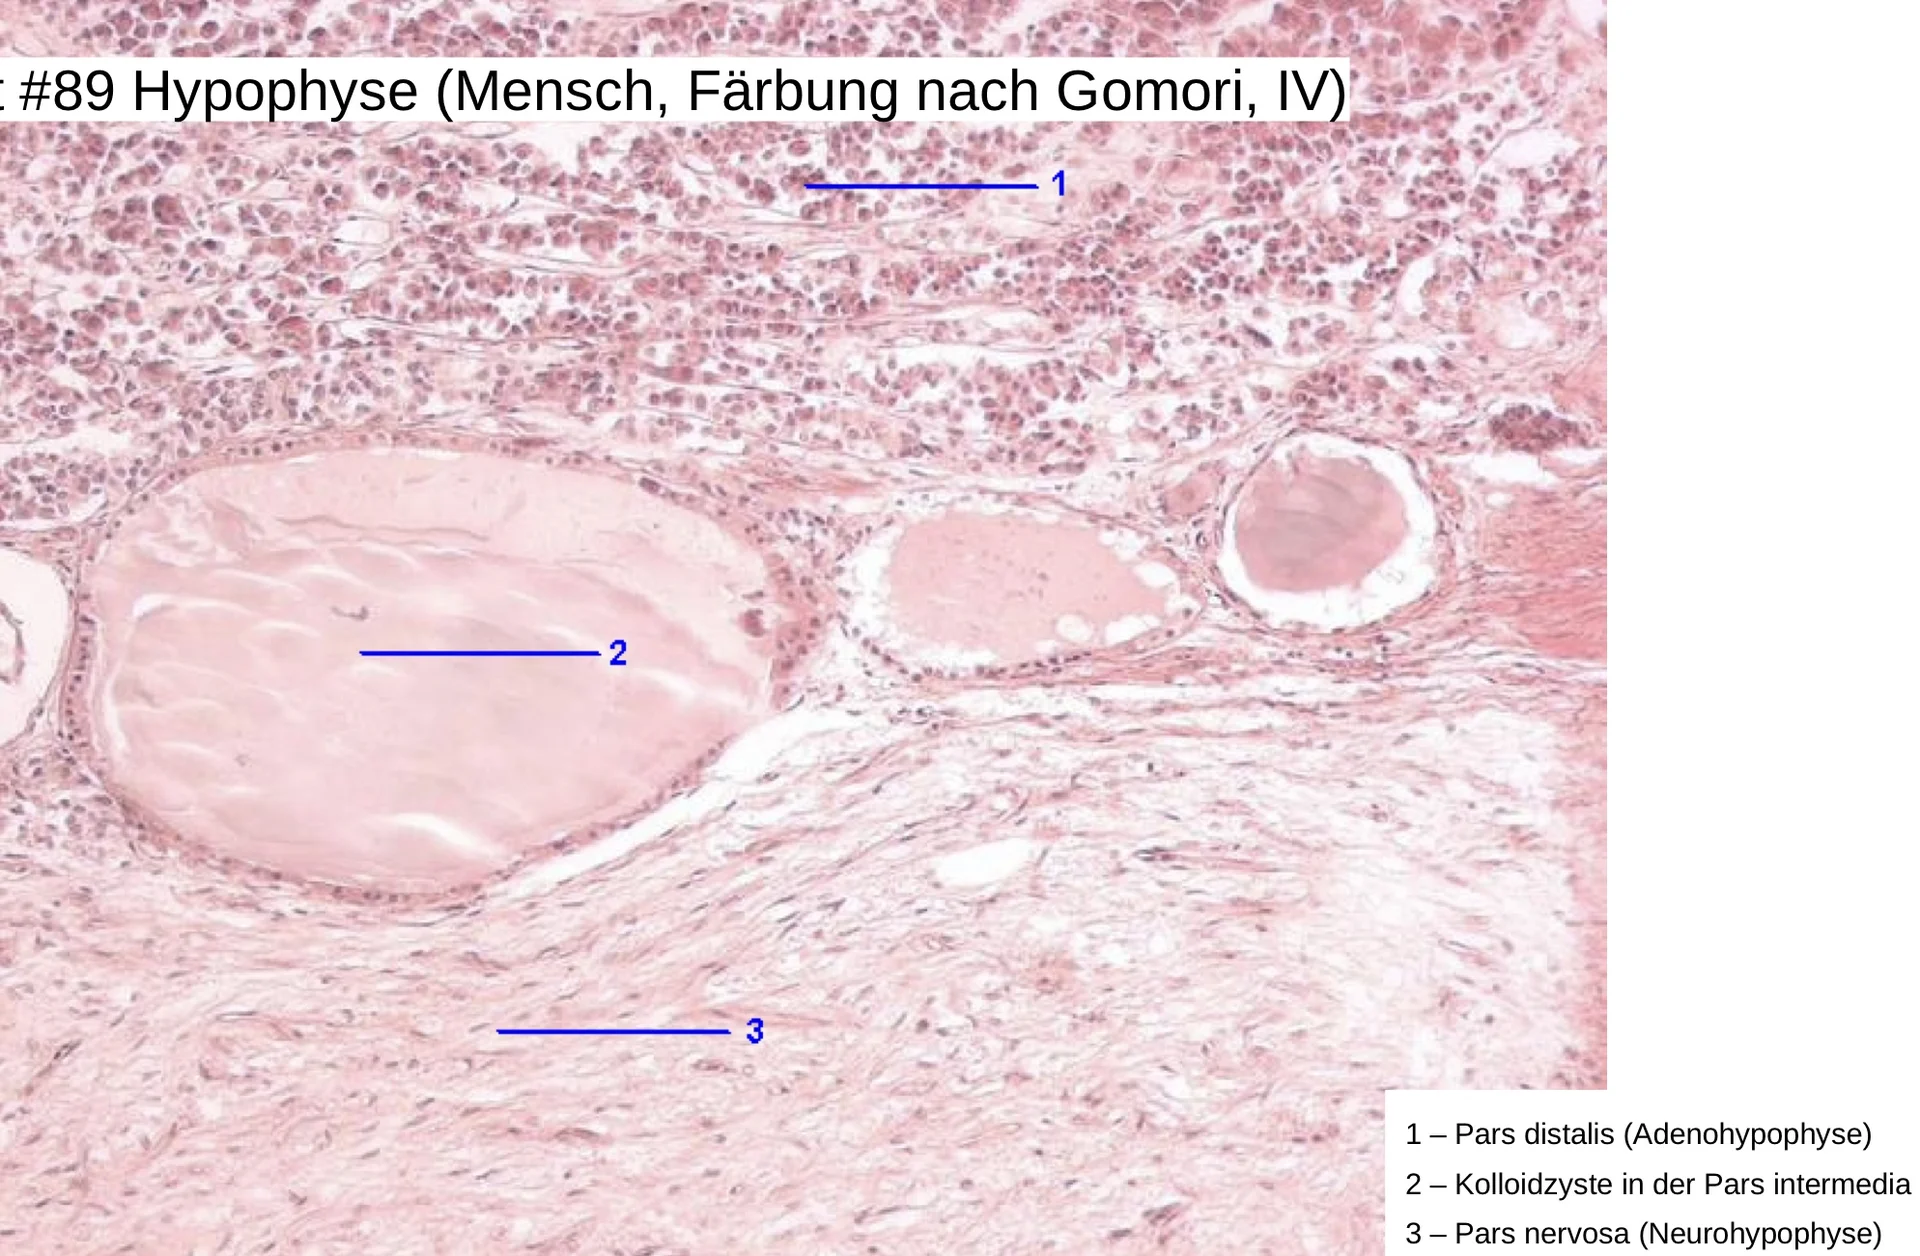 #89 Hypophyse (Mensch, Färbung nach Gomori, IV)
1
2
3
1 – Pars distalis (Adenohypophyse)
2 – Kolloidzyste in der Pars intermedia
3 – Pars nervosa (Neurohypophyse)